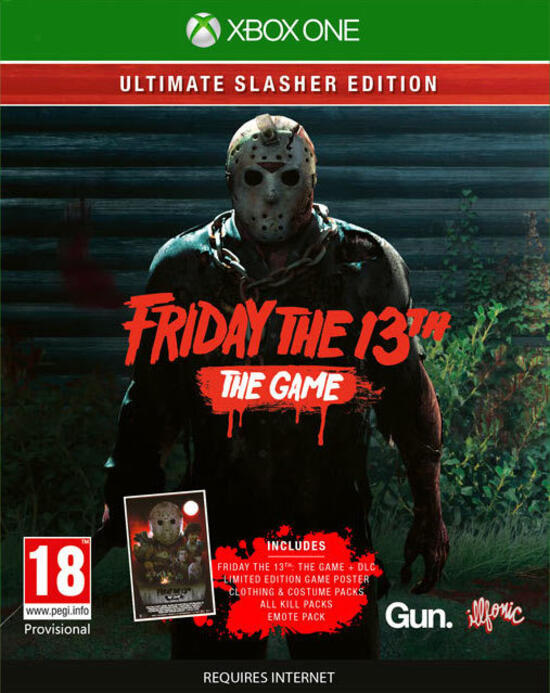 XBOX ONE
ULTIMATE SLASHER EDITION
FRIDAY THE 13TH
THE GAME
INCLUDES
FRIDAY THE 13TH: THE GAME + DLC
LIMITED EDITION GAME POSTER
CLOTHING & COSTUME PACKS
ALL KILL PACKS
EMOTE PACK
18
TM
www.pegi.info
Provisional
Gun.
illfonic
REQUIRES INTERNET